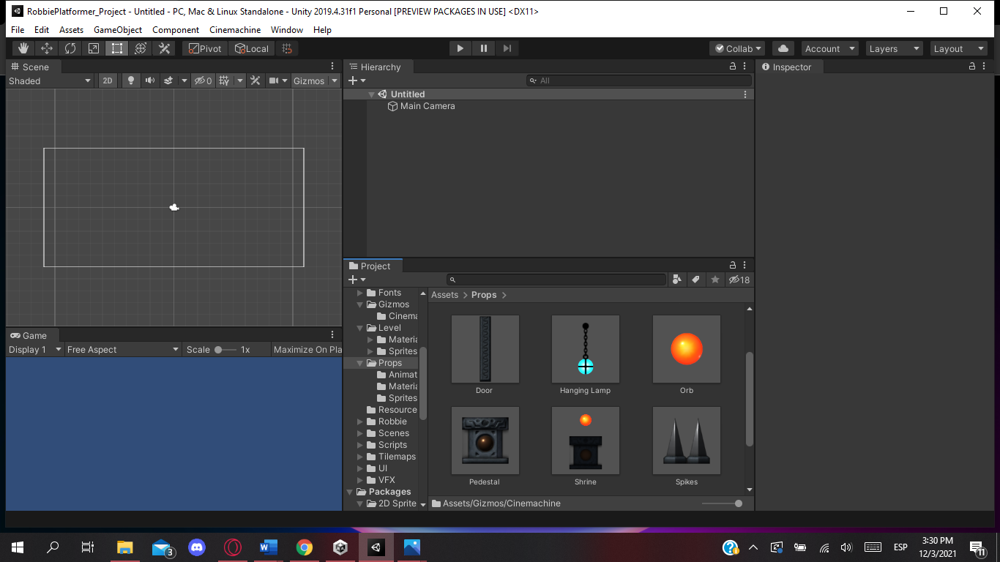 RobbiePlatformer_Project - Untitled - PC, Mac & Linux Standalone - Unity 2019.4.31f1 Personal [PREVIEW PACKAGES IN USE] <DX11>
File Edit Assets GameObject Component Cinemachine Window Help
Pivot Local Collab Account Layers Layout
Scene
Shaded 2D 0 Gizmos
Hierarchy
All
Untitled
Main Camera
Inspector
Game
Display 1 Free Aspect Scale 1x Maximize On Pla
Project
18
Fonts
Gizmos
Cinema
Level
Materia
Sprites
Props
Animat
Materia
Sprites
Resource
Robbie
Scenes
Scripts
Tilemaps
UI
VFX
Packages
2D Sprite
Assets > Props >
Door Hanging Lamp Orb
Pedestal Shrine Spikes
Assets/Gizmos/Cinemachine
3
ESP
3:30 PM
12/3/2021
11